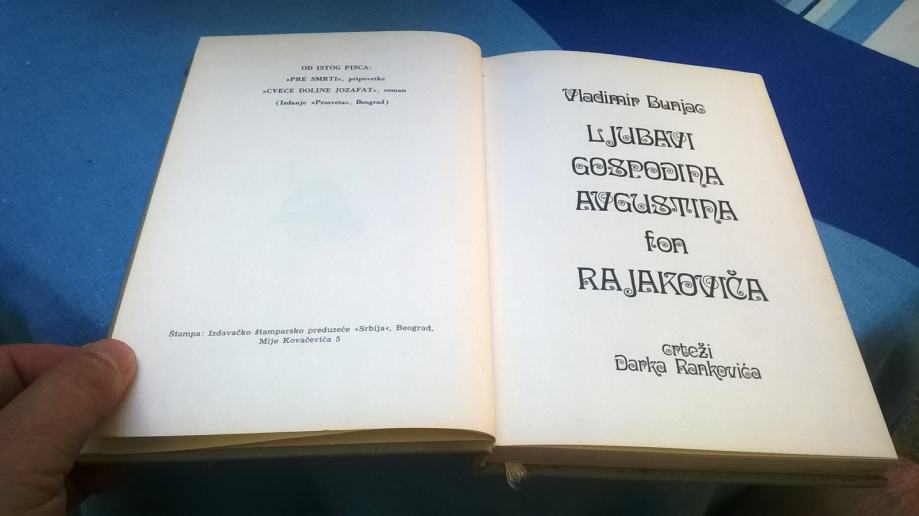 OD ISTOG PISCA:
»PRE SMRTI«, pripovetke
»CVEĆE DOLINE JOZAFAT«, roman
(Izdanje »Prosveta«, Beograd)
Štampa: Izdavačko štamparsko preduzeće »Srbija«, Beograd,
Mije Kovačevića 5
Vladimir Bunjac
LJUBAVI
GOSPODINA
AVGUSTINA
fon
RAJAKOVIĆA
crteži
Darka Rankovića